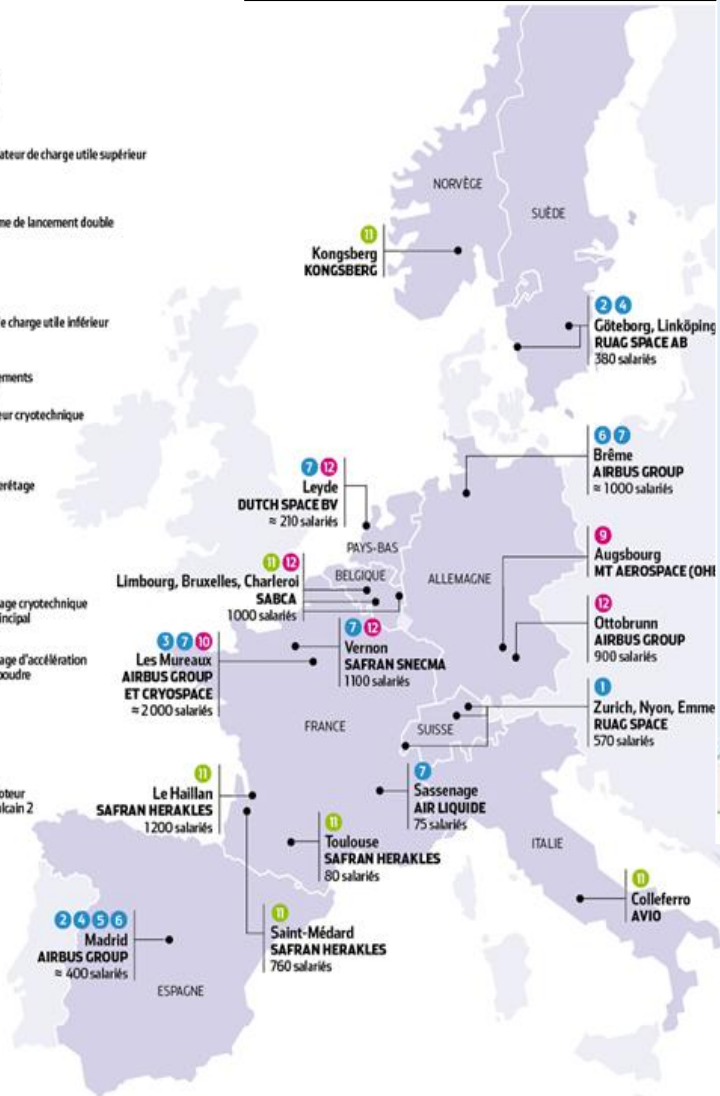 ateur de charge utile supérieur
me de lancement double
e charge utile inférieur
ements
eur cryotechnique
erétage
age cryotechnique
ncipal
age d'accélération
poudre
oteur
ulcain 2
NORVÈGE
SUÈDE
11
Kongsberg
KONGSBERG
2 4
Göteborg, Linköping
RUAG SPACE AB
380 salariés
6 7
Brême
AIRBUS GROUP
≈ 1000 salariés
7 12
Leyde
DUTCH SPACE BV
≈ 210 salariés
PAYS-BAS
BELGIQUE
ALLEMAGNE
9
Augsbourg
MT AEROSPACE (OHB
11 12
Limbourg, Bruxelles, Charleroi
SABCA
1000 salariés
12
Ottobrunn
AIRBUS GROUP
900 salariés
3 7 10
Les Mureaux
AIRBUS GROUP
ET CRYOSPACE
≈ 2 000 salariés
7 12
Vernon
SAFRAN SNECMA
1100 salariés
1
Zurich, Nyon, Emme
RUAG SPACE
570 salariés
FRANCE
SUISSE
11
Le Haillan
SAFRAN HERAKLES
1200 salariés
7
Sassenage
AIR LIQUIDE
75 salariés
11
Toulouse
SAFRAN HERAKLES
80 salariés
ITALIE
11
Colleferro
AVIO
2 4 5 6
Madrid
AIRBUS GROUP
≈ 400 salariés
11
Saint-Médard
SAFRAN HERAKLES
760 salariés
ESPAGNE